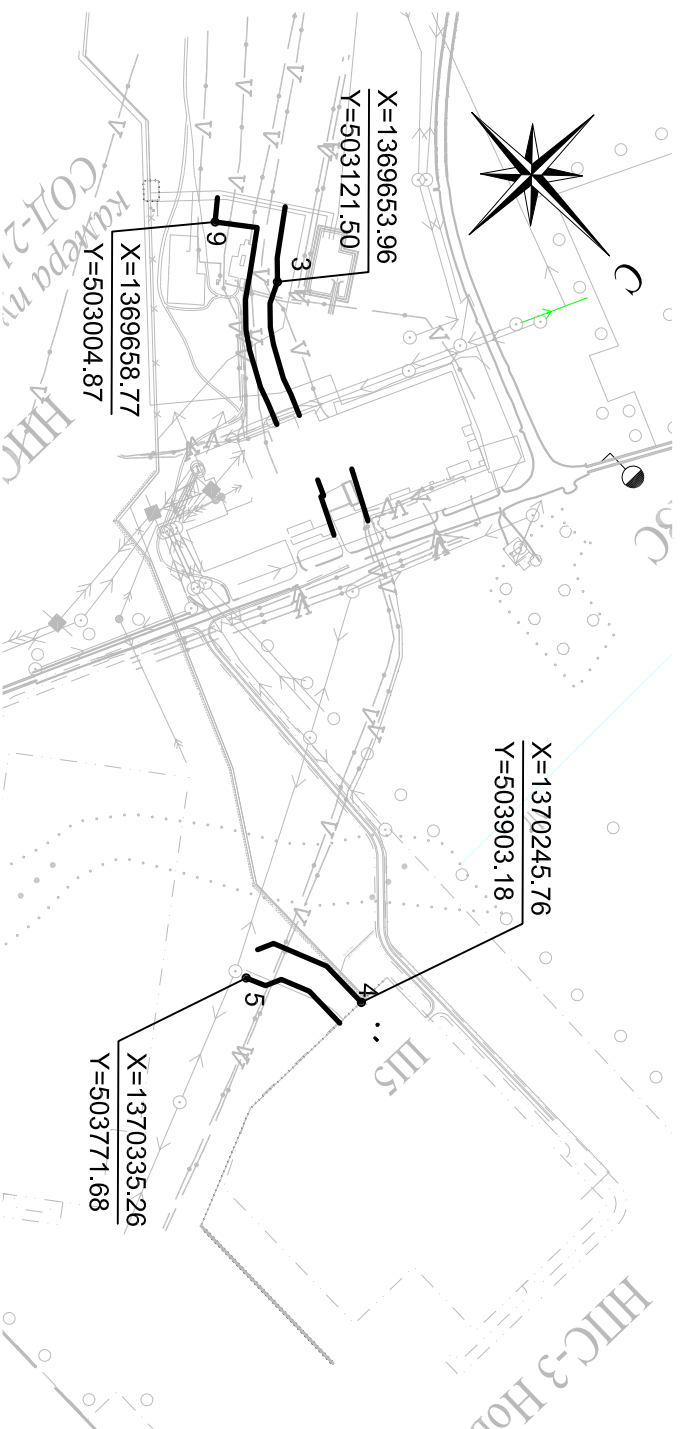 X=1369653.96
Y=503121.50
3
С
9
X=1369658.77
Y=503004.87
камера
СОД-2
НПС
X=1370245.76
Y=503903.18
4
5
Ш5
X=1370335.26
Y=503771.68
НПС-3